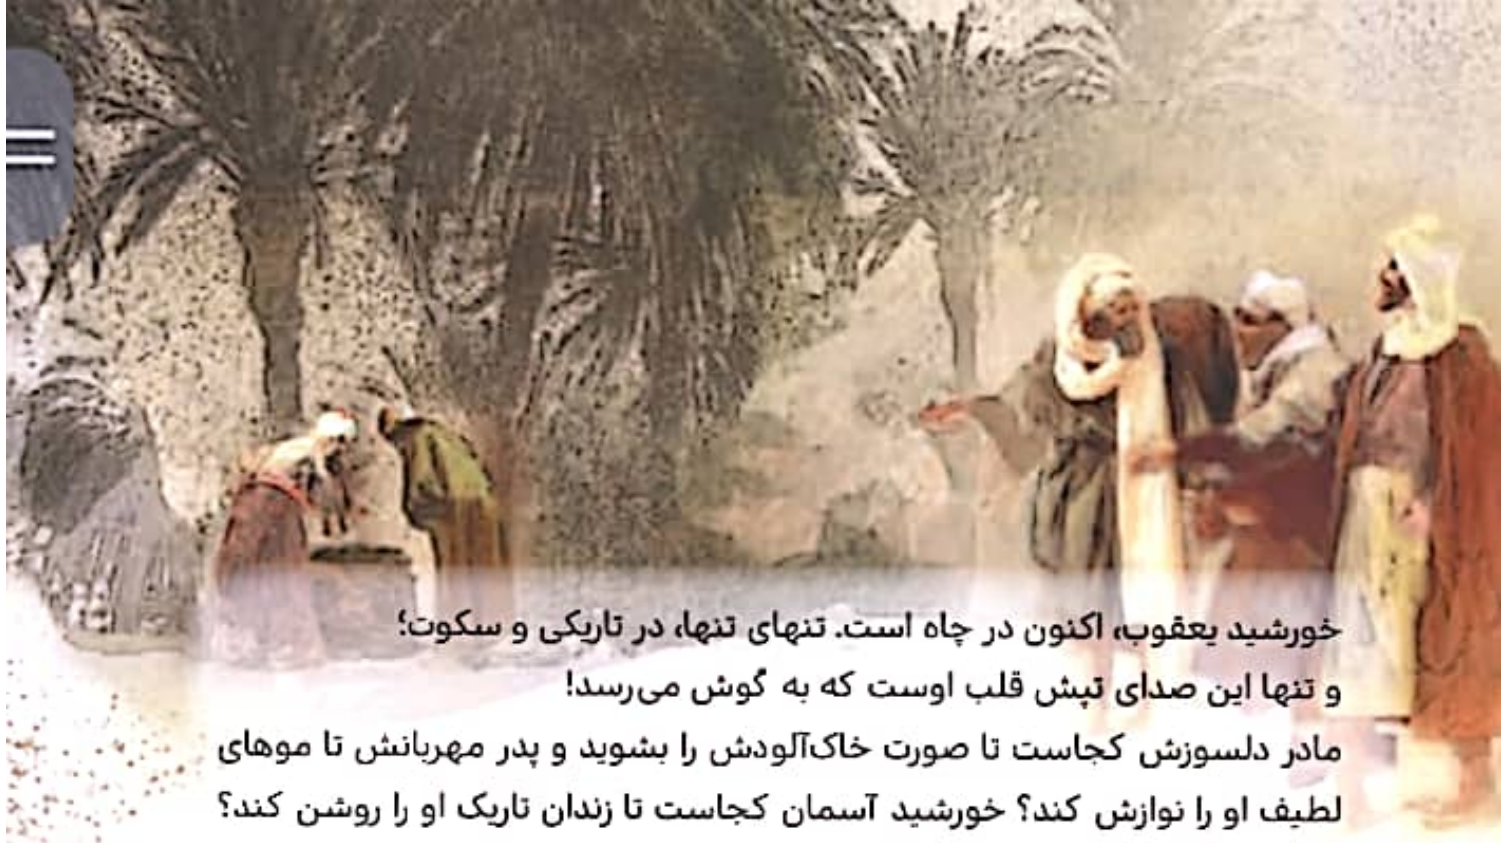 خورشید یعقوب، اکنون در چاه است. تنهای تنها، در تاریکی و سکوت؛
و تنها این صدای تپش قلب اوست که به گوش می‌رسد!
مادر دلسوزش کجاست تا صورت خاک‌آلودش را بشوید و پدر مهربانش تا موهای
لطیف او را نوازش کند؟ خورشید آسمان کجاست تا زندان تاریک او را روشن کند؟